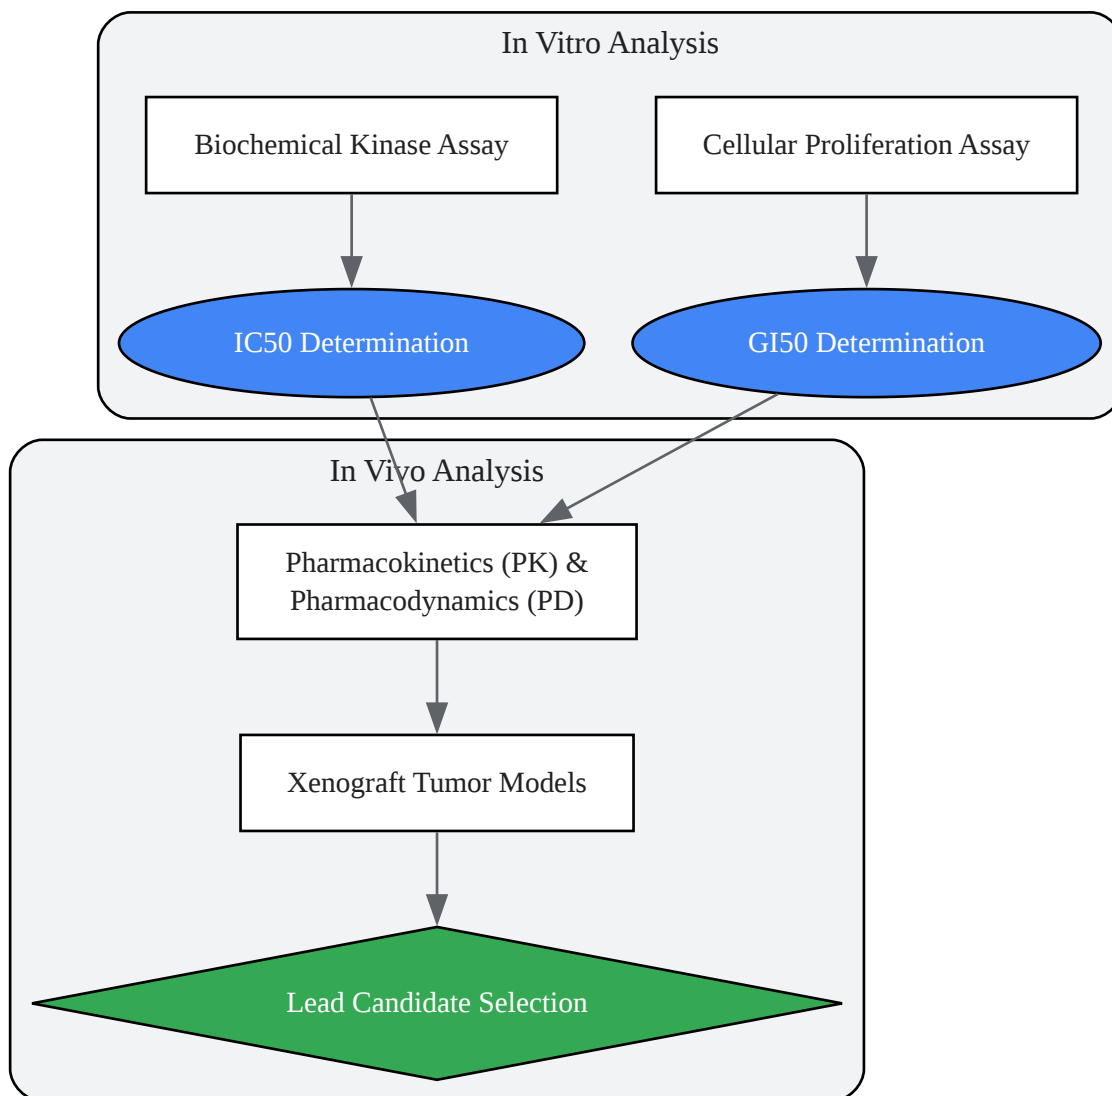 In Vitro Analysis
Biochemical Kinase Assay
Cellular Proliferation Assay
IC50 Determination
GI50 Determination
In Vivo Analysis
Pharmacokinetics (PK) &
Pharmacodynamics (PD)
Xenograft Tumor Models
Lead Candidate Selection